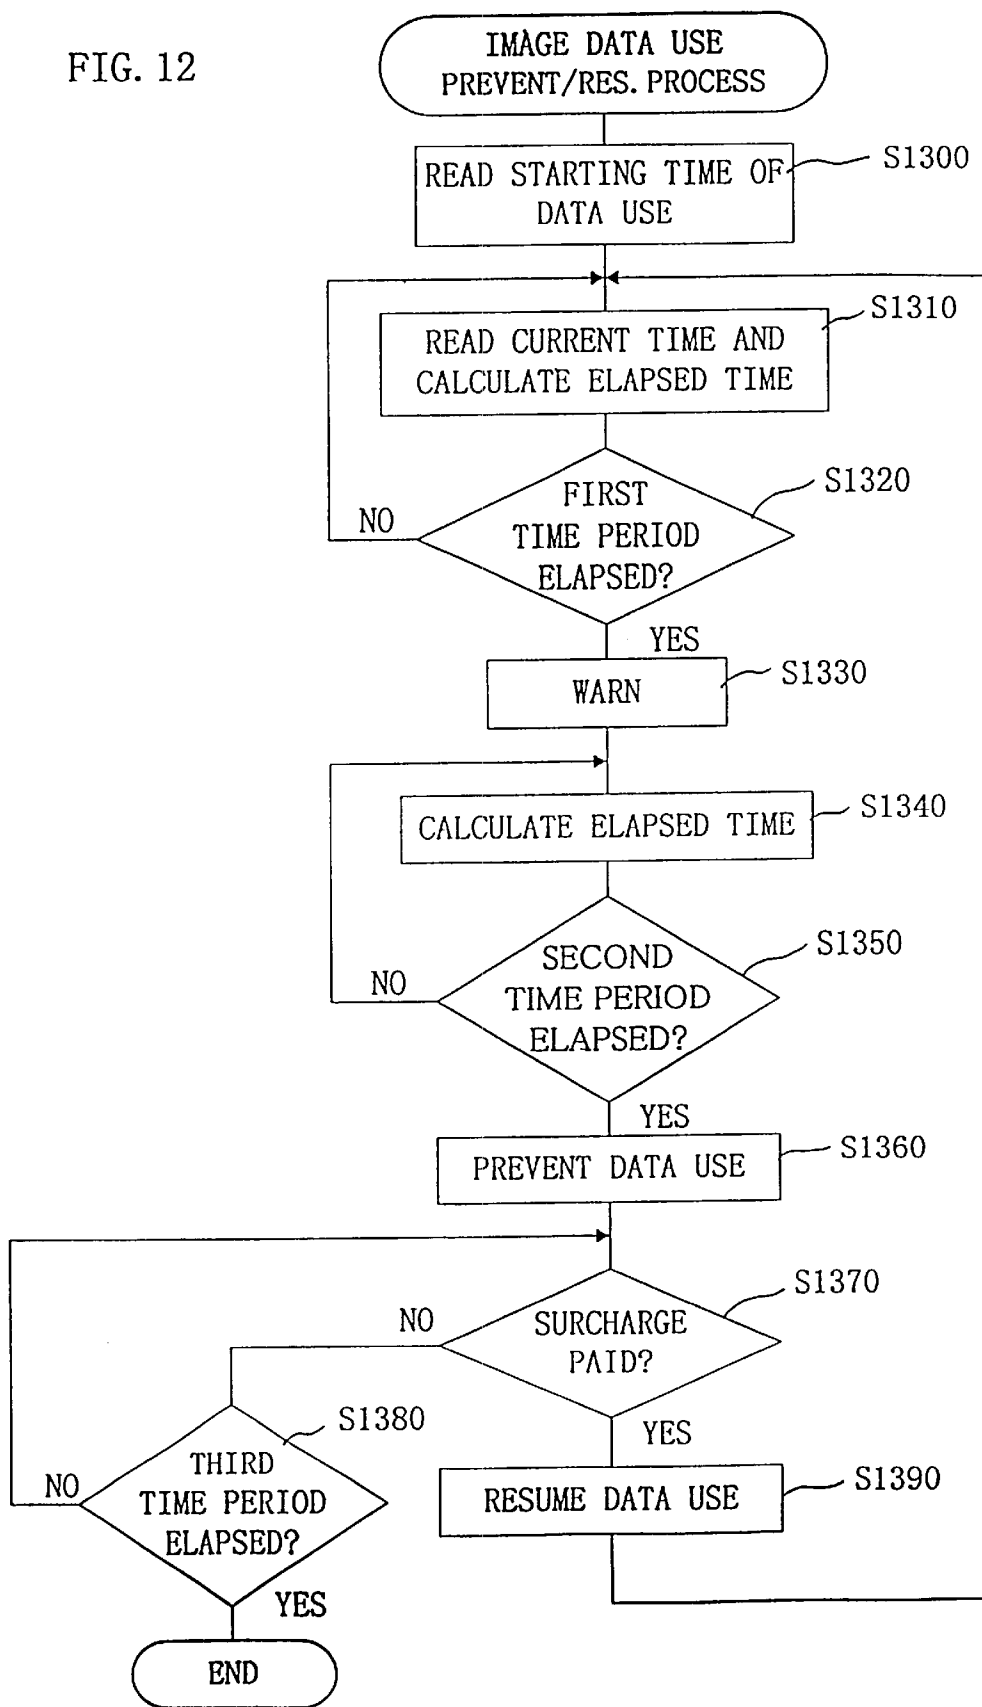 FIG. 12
IMAGE DATA USE
PREVENT/RES. PROCESS
READ STARTING TIME OF
DATA USE
S1300
READ CURRENT TIME AND
CALCULATE ELAPSED TIME
S1310
FIRST
TIME PERIOD
ELAPSED?
S1320
NO
YES
WARN
S1330
CALCULATE ELAPSED TIME
S1340
SECOND
TIME PERIOD
ELAPSED?
S1350
NO
YES
PREVENT DATA USE
S1360
SURCHARGE
PAID?
S1370
NO
YES
THIRD
TIME PERIOD
ELAPSED?
S1380
NO
YES
RESUME DATA USE
S1390
END